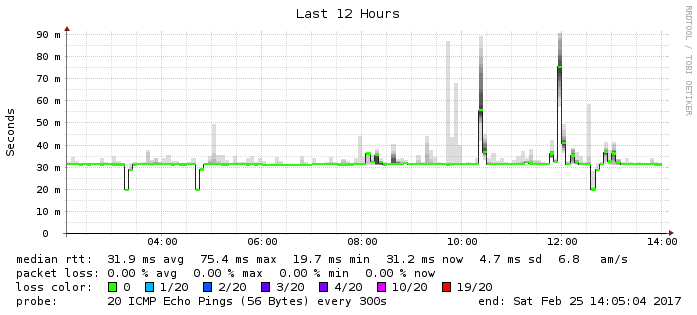 Last 12 Hours
RRDTOOL / TOBI OETIKER
Seconds
90 m
80 m
70 m
60 m
50 m
40 m
30 m
20 m
10 m
0
04:00 06:00 08:00 10:00 12:00 14:00
median rtt: 31.9 ms avg 75.4 ms max 19.7 ms min 31.2 ms now 4.7 ms sd 6.8 am/s
packet loss: 0.00 % avg 0.00 % max 0.00 % min 0.00 % now
loss color: 0 1/20 2/20 3/20 4/20 10/20 19/20
probe: 20 ICMP Echo Pings (56 Bytes) every 300s end: Sat Feb 25 14:05:04 2017